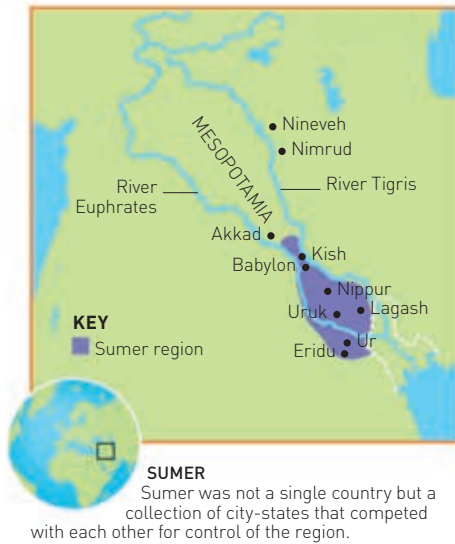 Nineveh
Nimrud
MESOPOTAMIA
River
Euphrates
River Tigris
Akkad
Kish
Babylon
Nippur
Uruk
Lagash
Ur
Eridu
KEY
Sumer region
SUMER
Sumer was not a single country but a
collection of city-states that competed
with each other for control of the region.